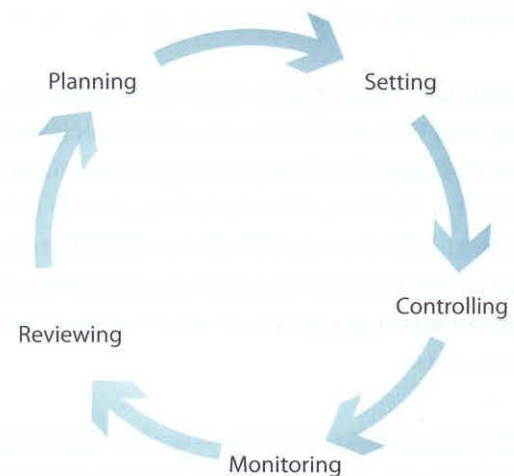 Planning
Setting
Controlling
Monitoring
Reviewing